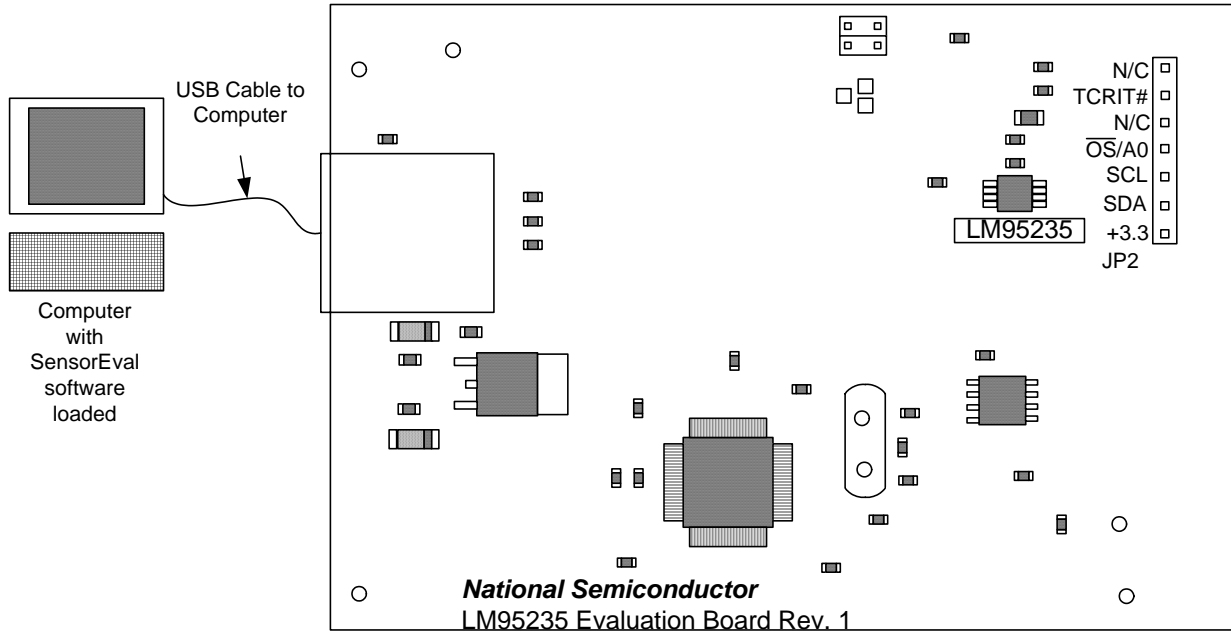 USB Cable to
Computer
Computer
with
SensorEval
software
loaded
N/C
TCRIT#
N/C
O̅S̅/A0
SCL
SDA
+3.3
JP2
LM95235
National Semiconductor
LM95235 Evaluation Board Rev. 1